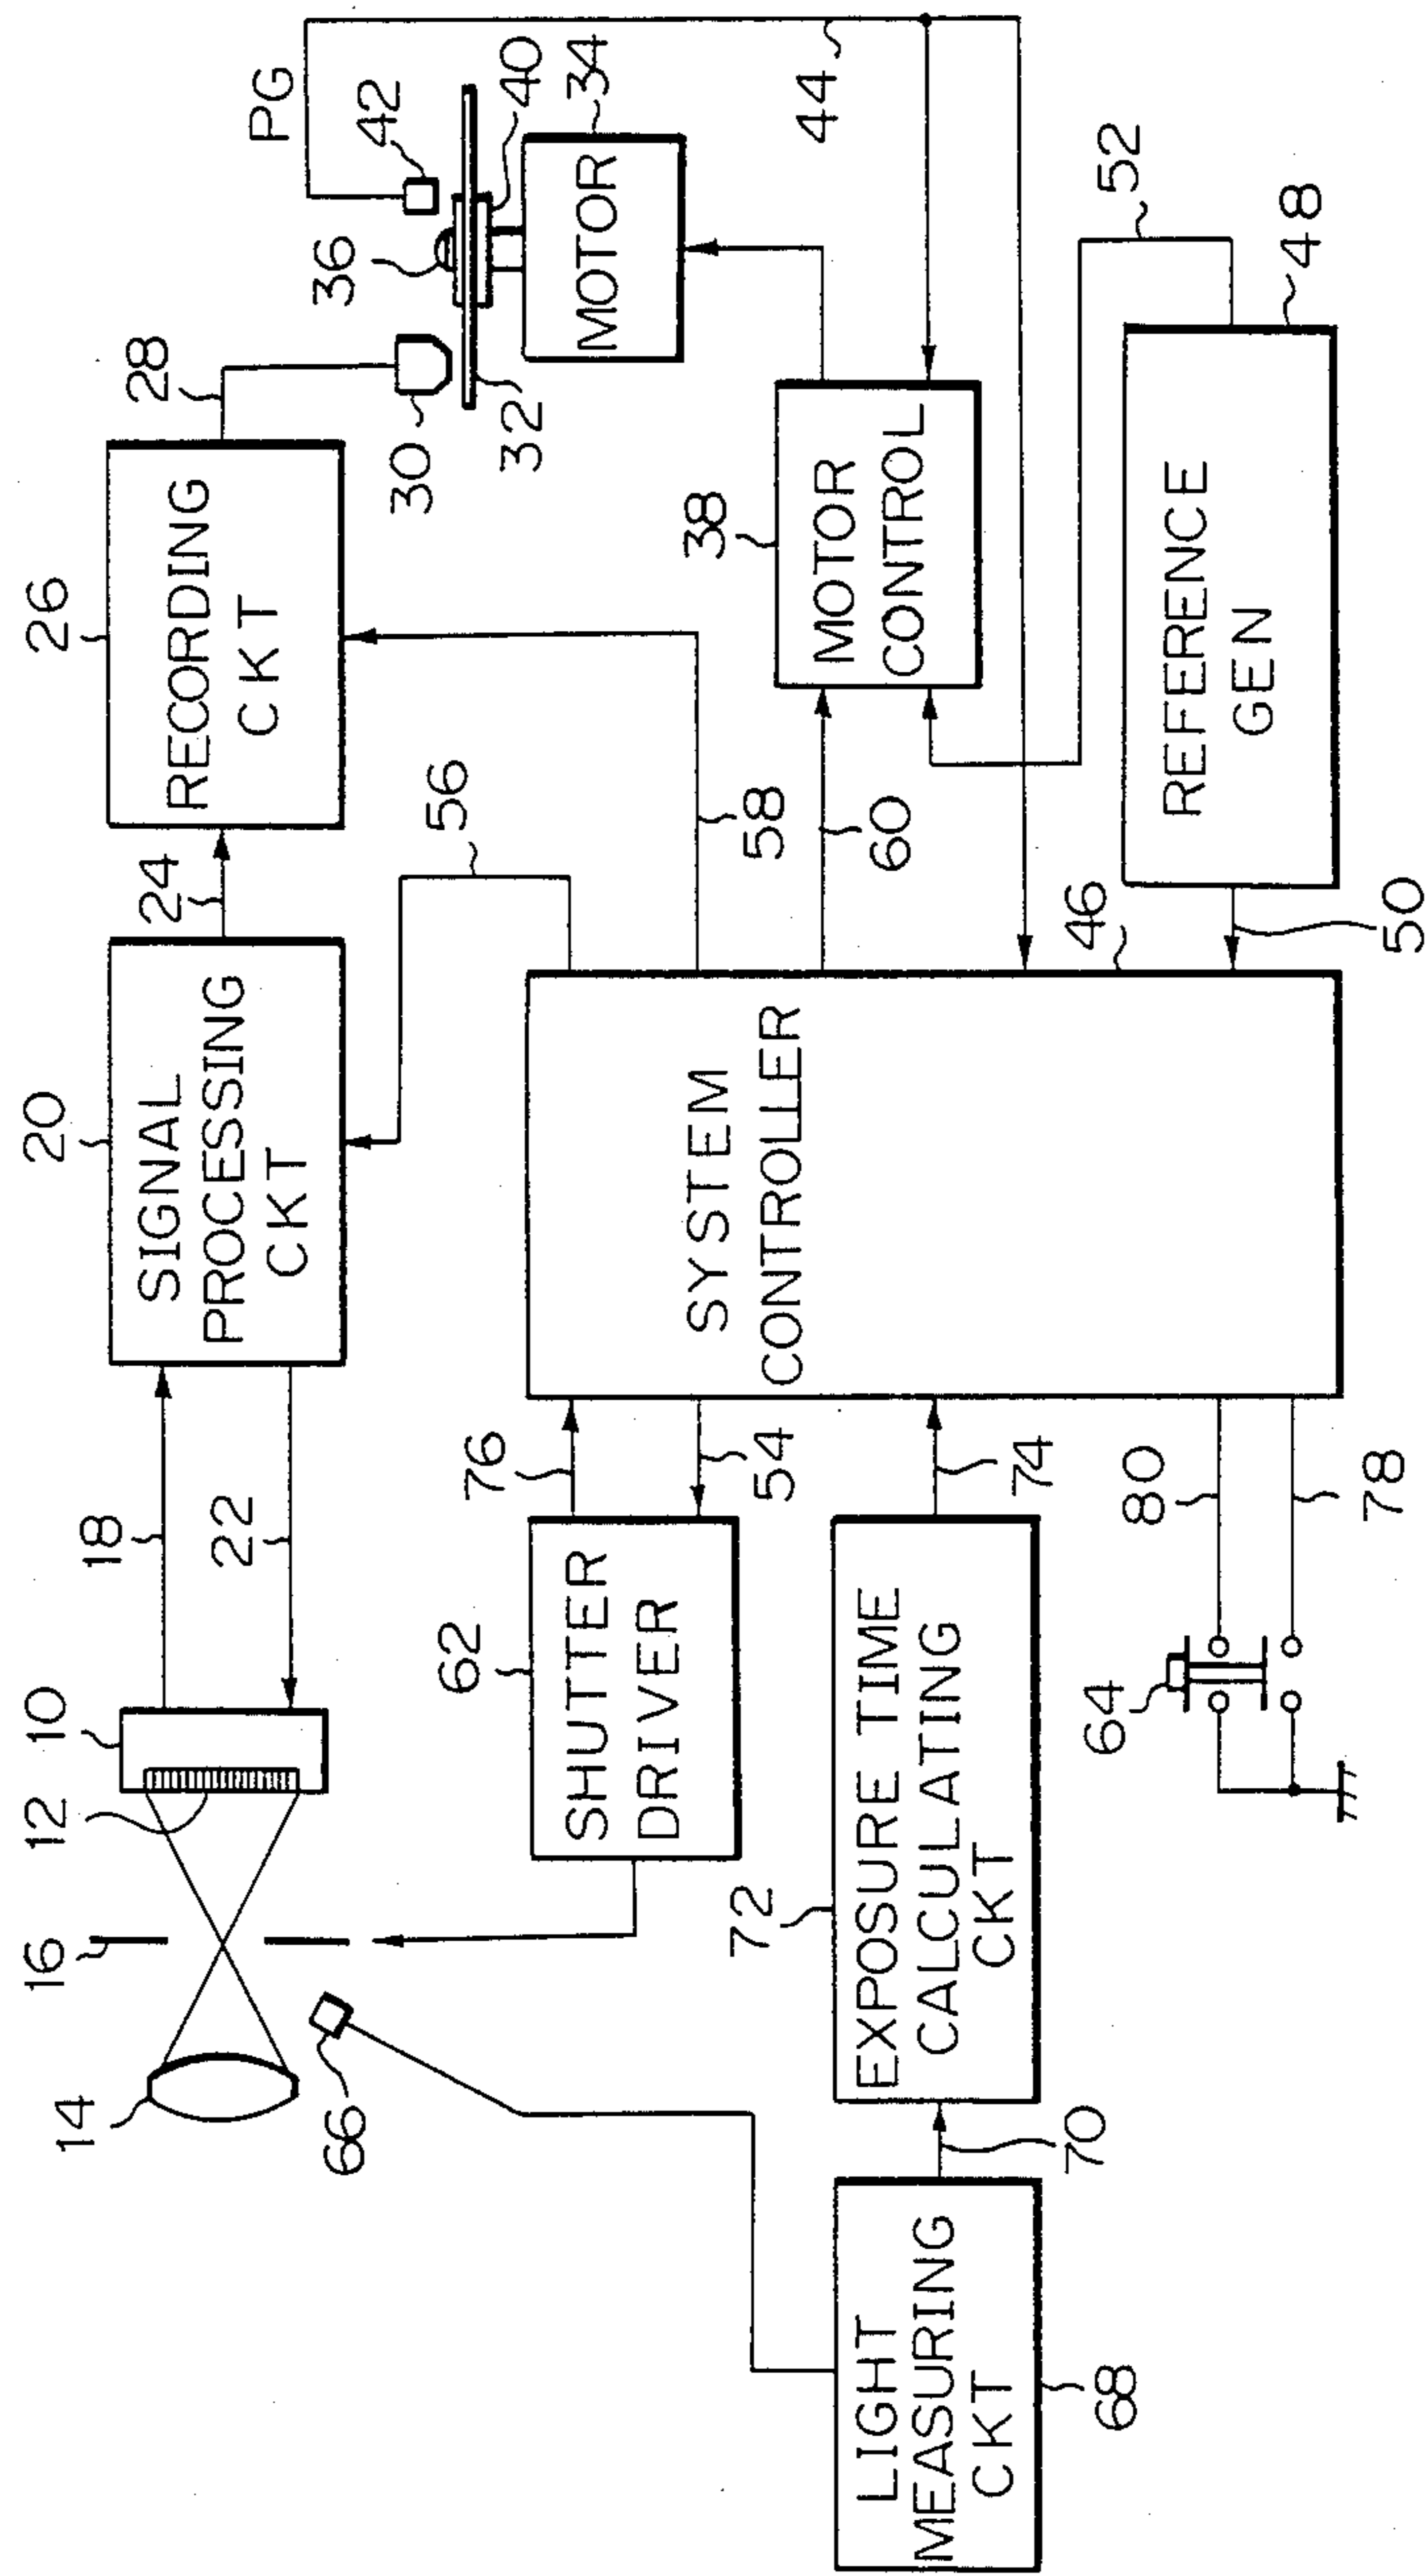 14
16
12
10
18
22
20
SIGNAL
PROCESSING
CKT
24
26
RECORDING
CKT
28
30
32
36
PG
42
40
34
MOTOR
66
62
SHUTTER
DRIVER
76
54
56
58
60
38
MOTOR
CONTROL
44
SYSTEM
CONTROLLER
46
72
EXPOSURE TIME
CALCULATING
CKT
74
70
LIGHT
MEASURING
CKT
68
64
80
78
50
REFERENCE
GEN
48
52